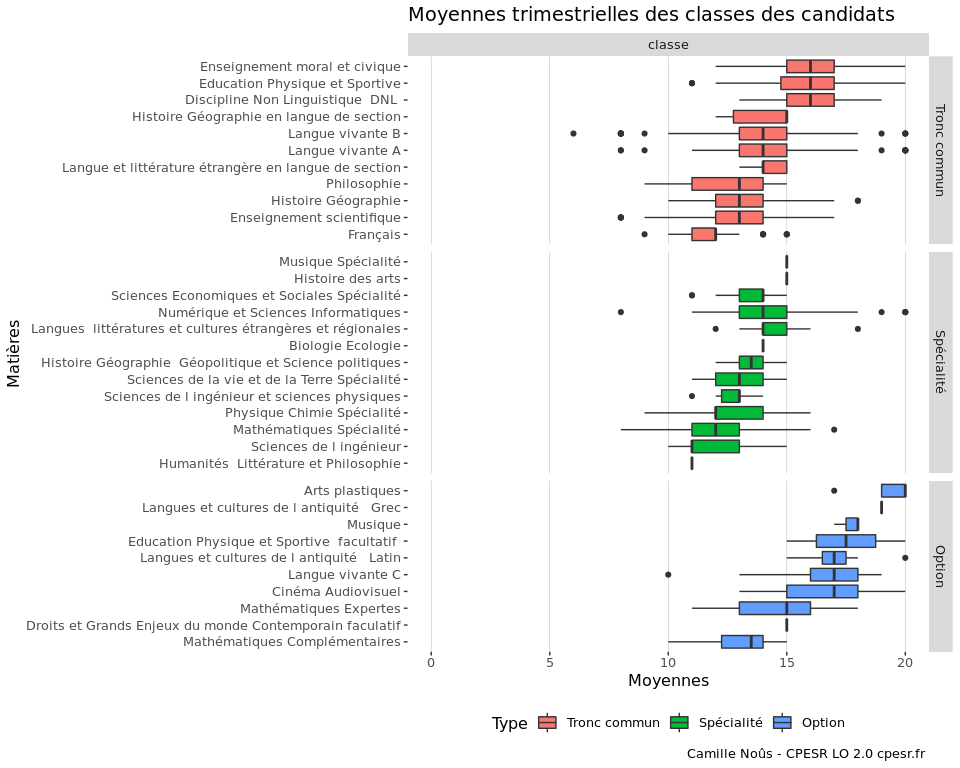 Moyennes trimestrielles des classes des candidats
classe
Enseignement moral et civique
Education Physique et Sportive
Discipline Non Linguistique  DNL
Histoire Géographie en langue de section
Langue vivante B
Langue vivante A
Langue et littérature étrangère en langue de section
Philosophie
Histoire Géographie
Enseignement scientifique
Français
Tronc commun
Musique Spécialité
Histoire des arts
Sciences Economiques et Sociales Spécialité
Numérique et Sciences Informatiques
Langues  littératures et cultures étrangères et régionales
Biologie Ecologie
Histoire Géographie  Géopolitique et Science politiques
Sciences de la vie et de la Terre Spécialité
Sciences de l ingénieur et sciences physiques
Physique Chimie Spécialité
Mathématiques Spécialité
Sciences de l ingénieur
Humanités  Littérature et Philosophie
Spécialité
Arts plastiques
Langues et cultures de l antiquité   Grec
Musique
Education Physique et Sportive  facultatif
Langues et cultures de l antiquité   Latin
Langue vivante C
Cinéma Audiovisuel
Mathématiques Expertes
Droits et Grands Enjeux du monde Contemporain faculatif
Mathématiques Complémentaires
Option
Matières
0 5 10 15 20
Moyennes
Type Tronc commun Spécialité Option
Camille Noûs - CPESR LO 2.0 cpesr.fr